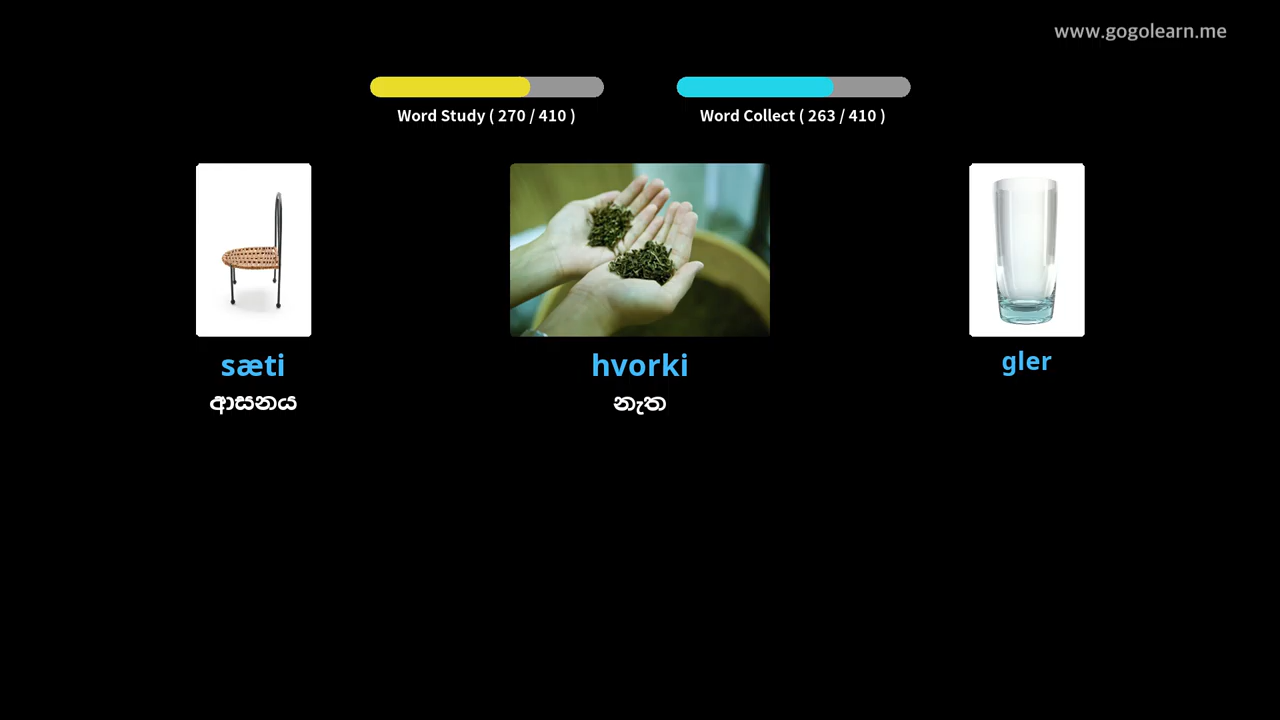 www.gogolearn.me
Word Study ( 270 / 410 )
Word Collect ( 263 / 410 )
sæti
hvorki
gler
ආසනය
නැත